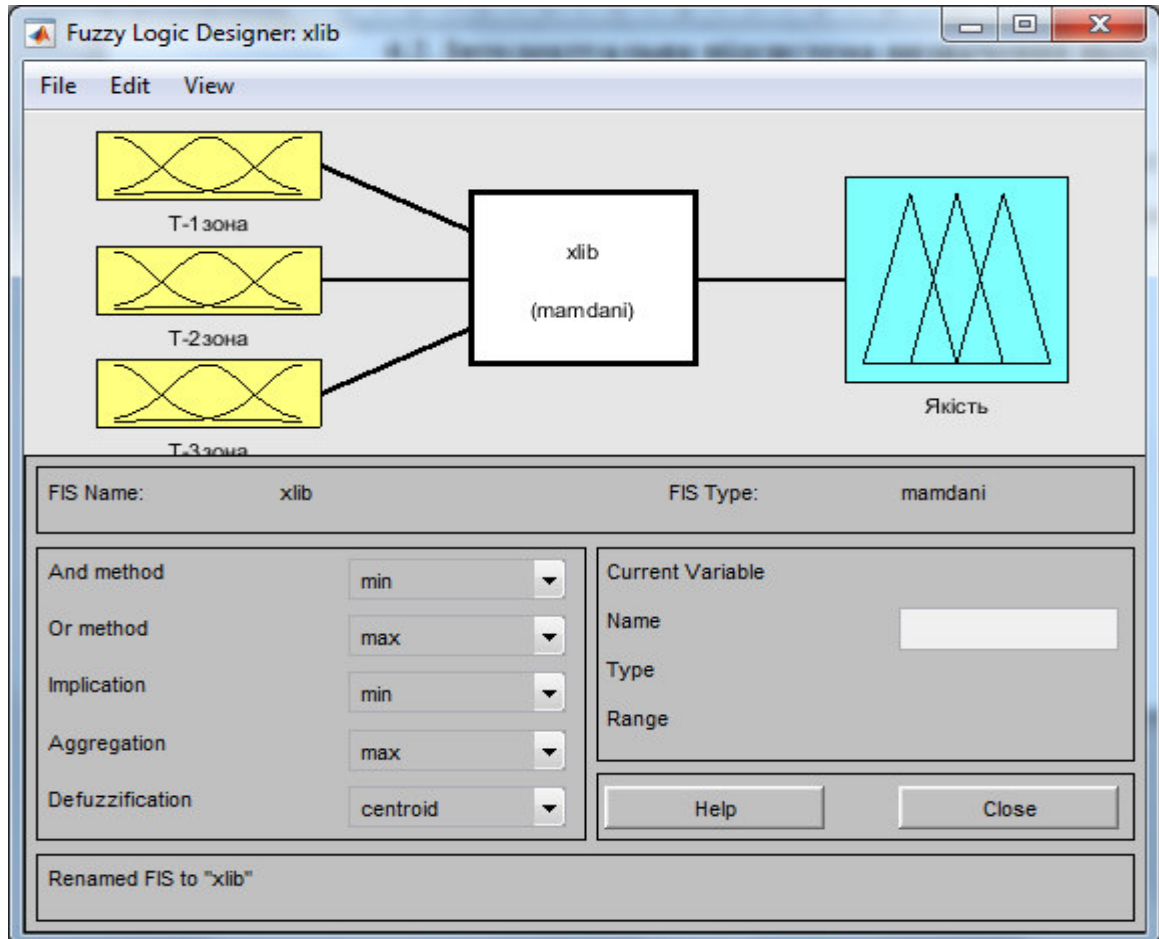 Fuzzy Logic Designer: xlib
File Edit View
Т-1зона
Т-2зона
Т-3зона
xlib
(mamdani)
Якість
FIS Name: xlib FIS Type: mamdani
And method min
Or method max
Implication min
Aggregation max
Defuzzification centroid
Current Variable
Name
Type
Range
Help Close
Renamed FIS to "xlib"